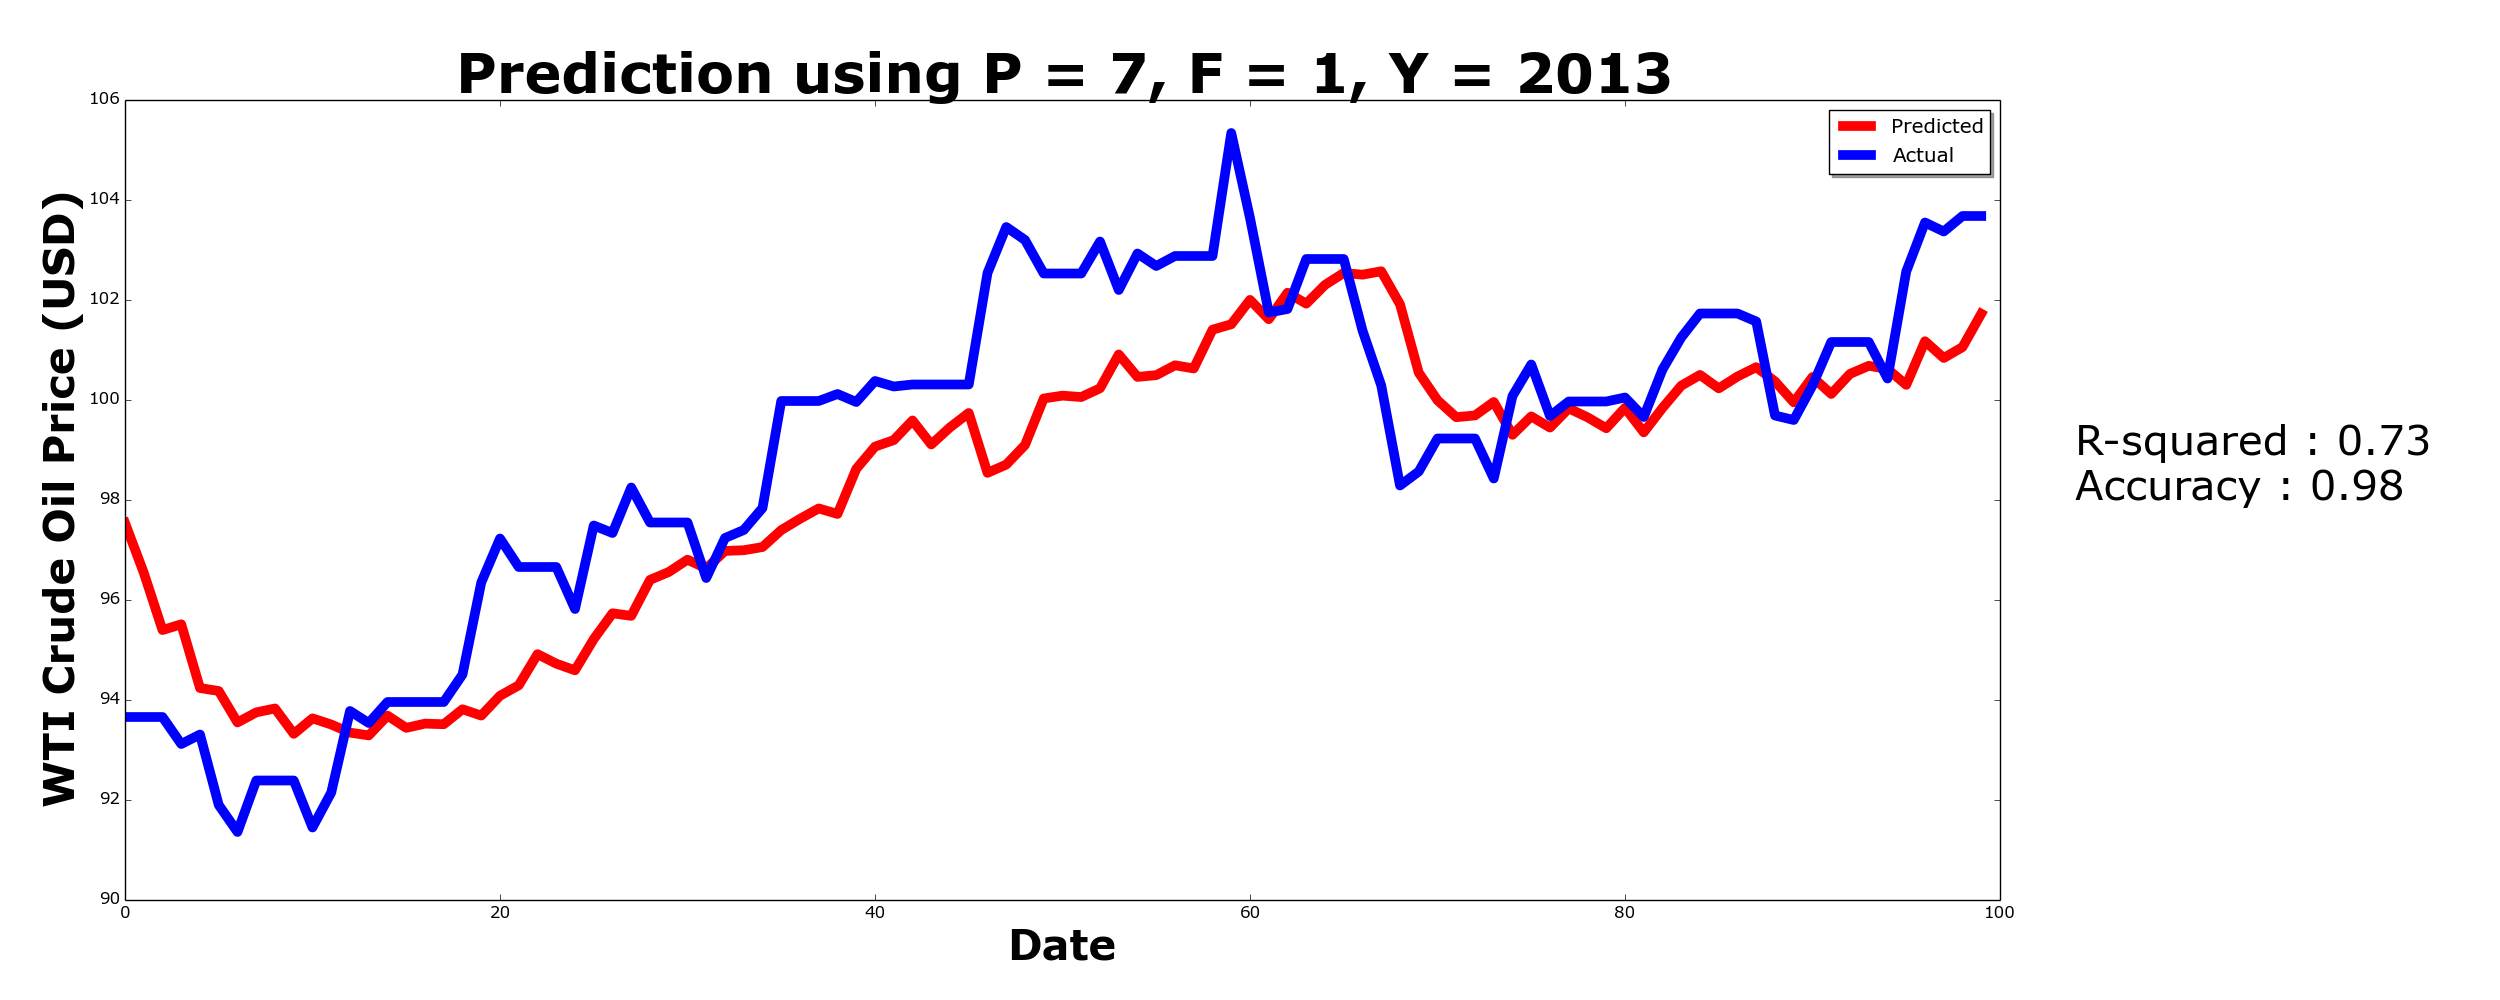 Prediction using P = 7, F = 1, Y = 2013
WTI Crude Oil Price (USD)
106
104
102
100
98
96
94
92
90
0 20 40 60 80 100
Date
Predicted
Actual
R-squared : 0.73
Accuracy : 0.98